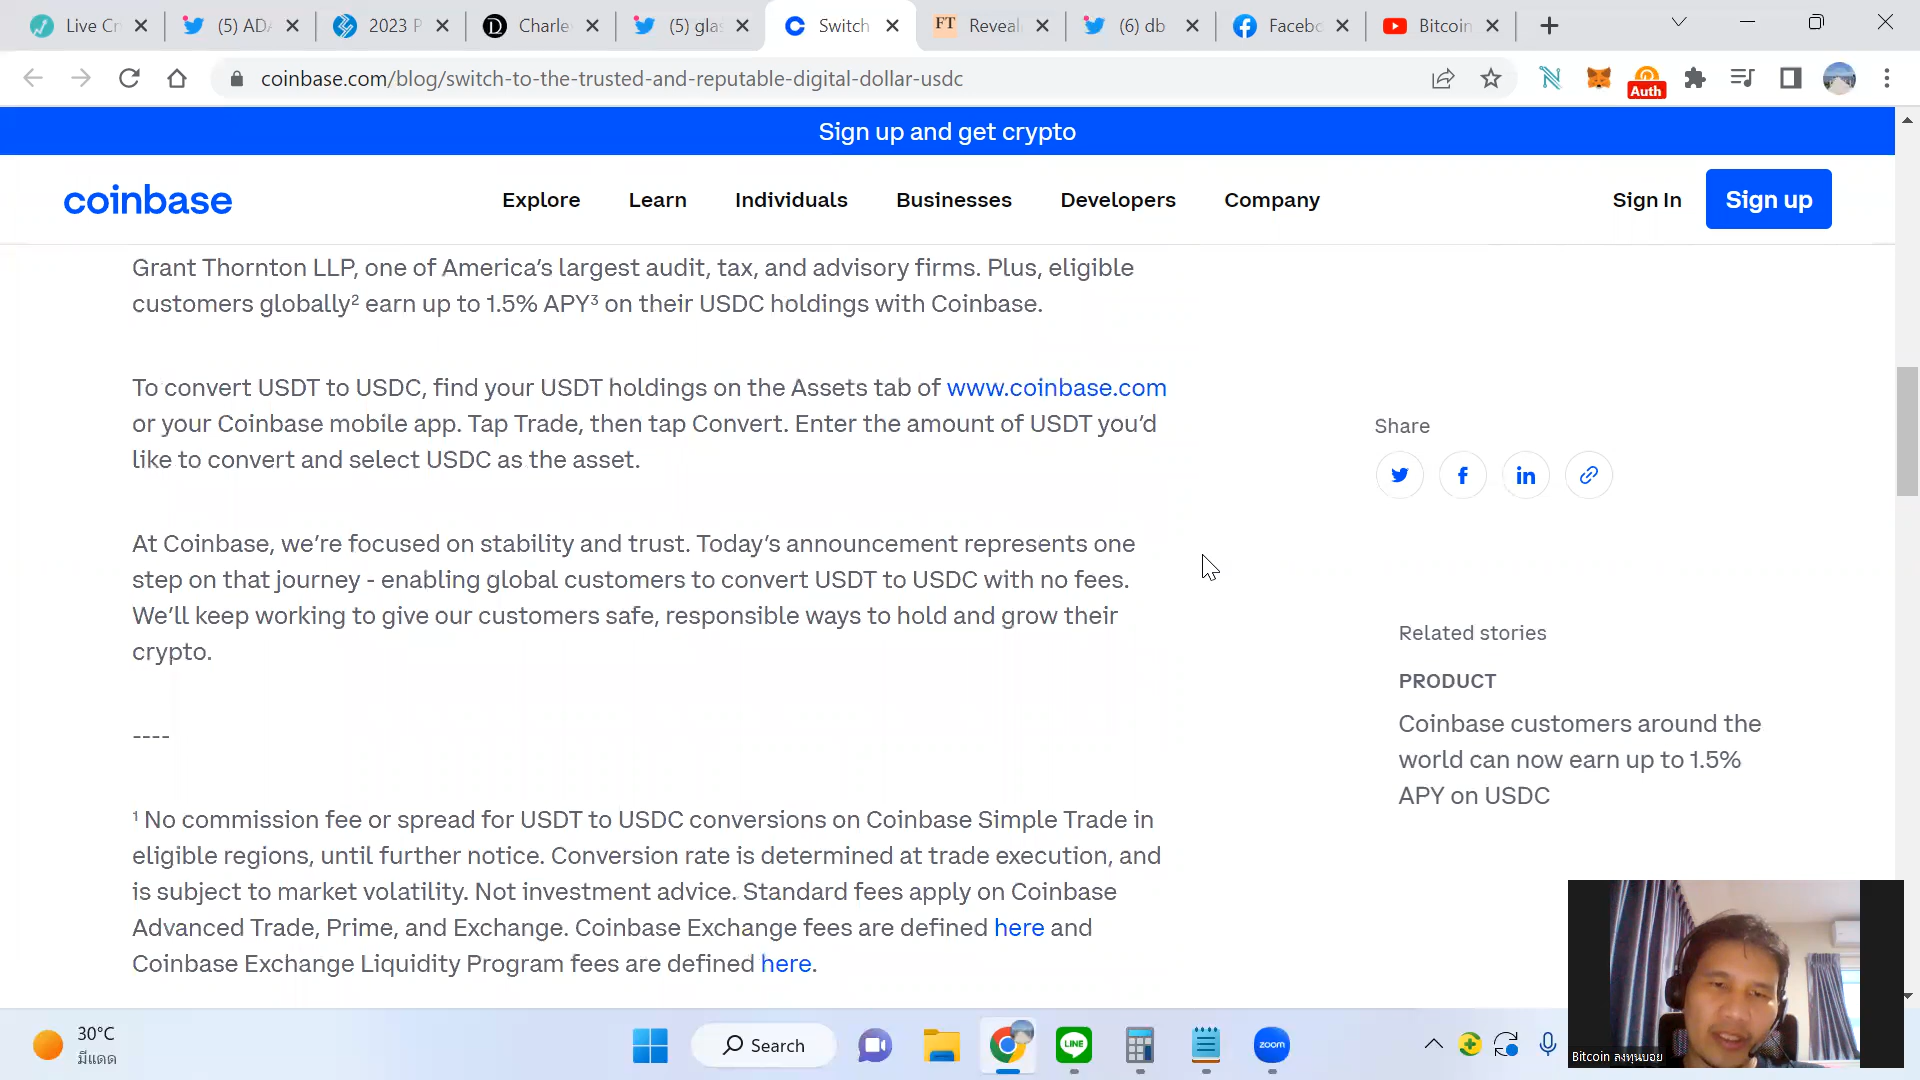 Live Cr
(5) AD
2023 P
Charle
(5) glas
Switch
FT
Reveal
(6) db
Facebo
Bitcoin
coinbase.com/blog/switch-to-the-trusted-and-reputable-digital-dollar-usdc
Auth
Sign up and get crypto
coinbase
Explore
Learn
Individuals
Businesses
Developers
Company
Sign In
Sign up
Grant Thornton LLP, one of America’s largest audit, tax, and advisory firms. Plus, eligible
customers globally² earn up to 1.5% APY³ on their USDC holdings with Coinbase.
To convert USDT to USDC, find your USDT holdings on the Assets tab of www.coinbase.com
or your Coinbase mobile app. Tap Trade, then tap Convert. Enter the amount of USDT you’d
like to convert and select USDC as the asset.
At Coinbase, we’re focused on stability and trust. Today’s announcement represents one
step on that journey - enabling global customers to convert USDT to USDC with no fees.
We’ll keep working to give our customers safe, responsible ways to hold and grow their
crypto.
----
¹ No commission fee or spread for USDT to USDC conversions on Coinbase Simple Trade in
eligible regions, until further notice. Conversion rate is determined at trade execution, and
is subject to market volatility. Not investment advice. Standard fees apply on Coinbase
Advanced Trade, Prime, and Exchange. Coinbase Exchange fees are defined here and
Coinbase Exchange Liquidity Program fees are defined here.
Share
Related stories
PRODUCT
Coinbase customers around the
world can now earn up to 1.5%
APY on USDC
30°C
มีแดด
Search
LINE
zoom
Bitcoin ลงทุนบอย